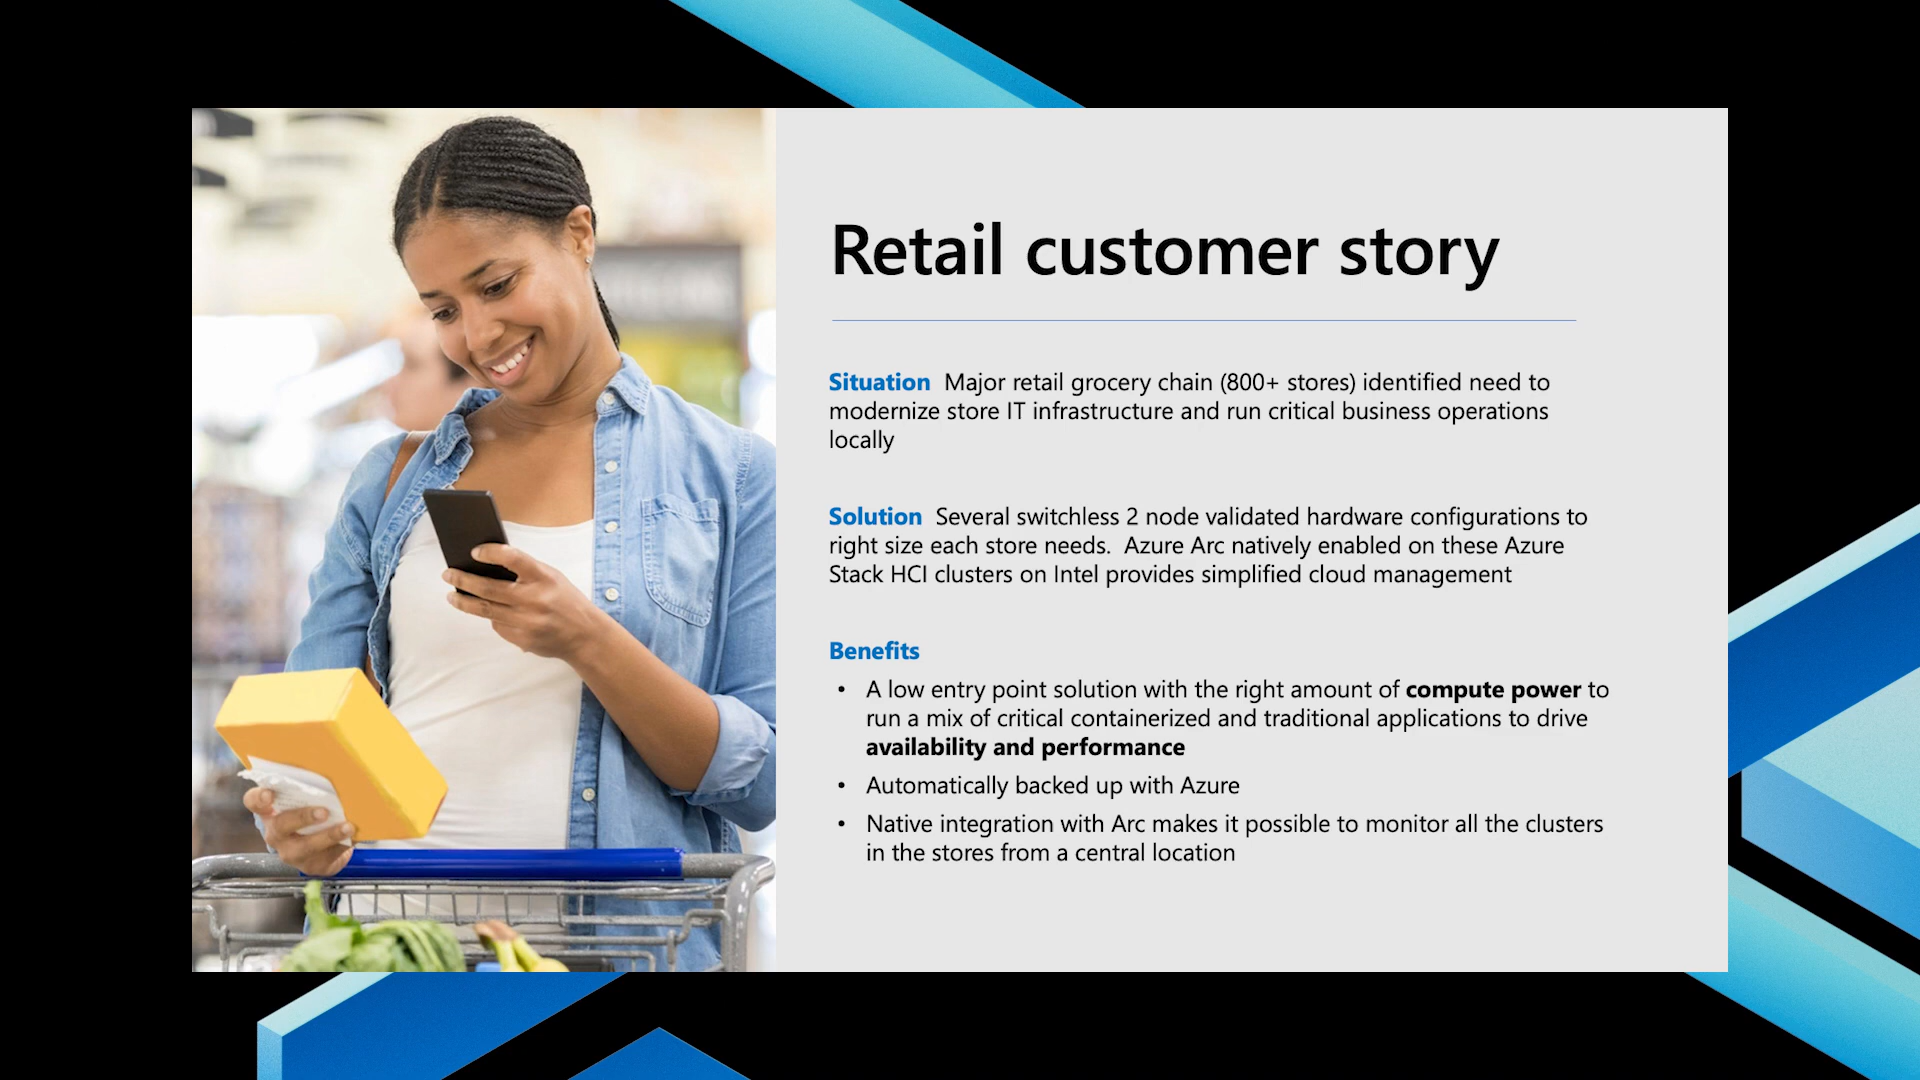 Retail customer story
Situation  Major retail grocery chain (800+ stores) identified need to
modernize store IT infrastructure and run critical business operations
locally
Solution  Several switchless 2 node validated hardware configurations to
right size each store needs.  Azure Arc natively enabled on these Azure
Stack HCI clusters on Intel provides simplified cloud management
Benefits
• A low entry point solution with the right amount of compute power to
run a mix of critical containerized and traditional applications to drive
availability and performance
• Automatically backed up with Azure
• Native integration with Arc makes it possible to monitor all the clusters
in the stores from a central location